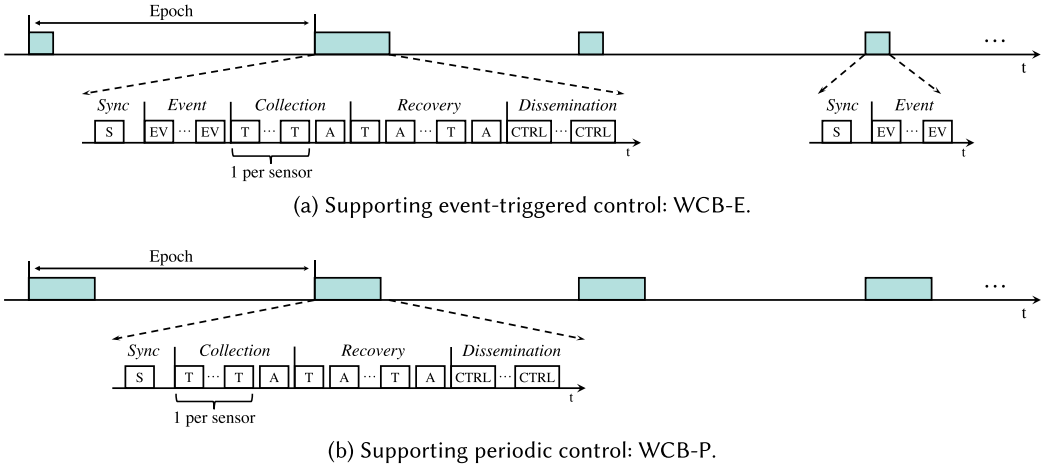 Epoch
...
t
Sync Event Collection Recovery Dissemination
S EV ... EV T ... T A T A ... T A CTRL ... CTRL
t
1 per sensor
Sync Event
S EV ... EV
t
(a) Supporting event-triggered control: WCB-E.
Epoch
...
t
Sync Collection Recovery Dissemination
S T ... T A T A ... T A CTRL ... CTRL
t
1 per sensor
(b) Supporting periodic control: WCB-P.